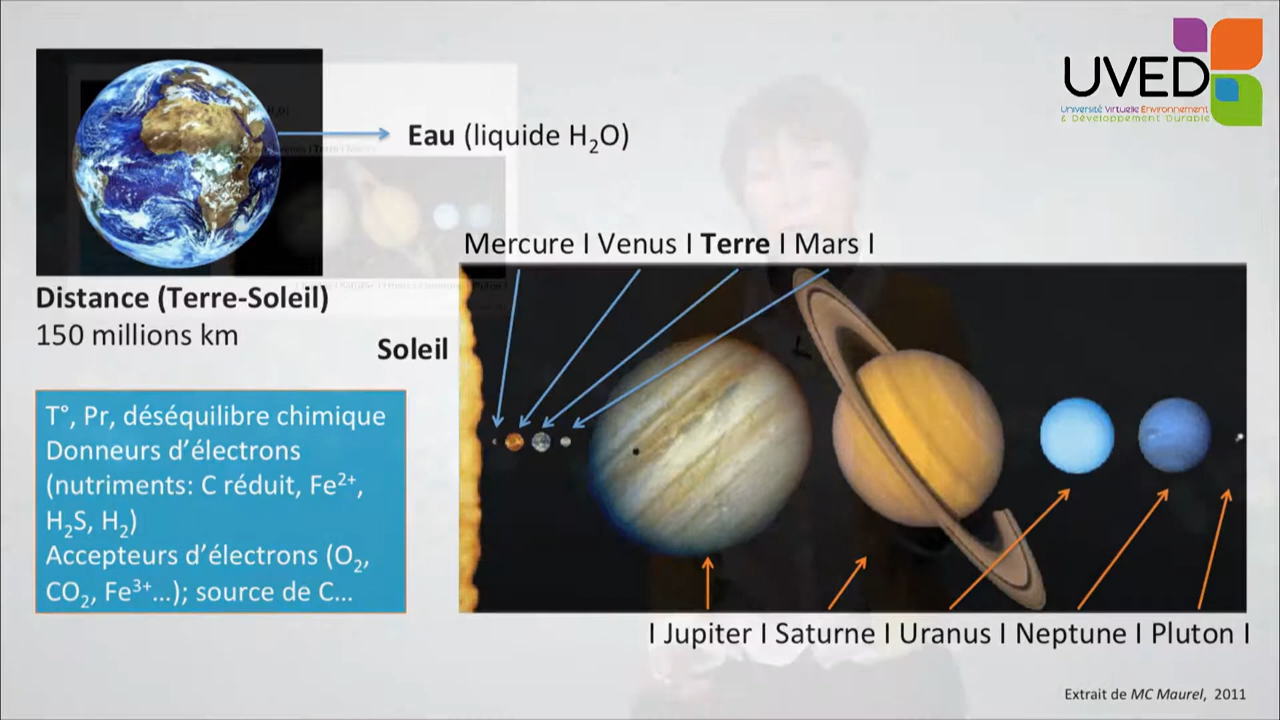 UVED
Université Virtuelle Environnement
& Développement Durable
Eau (liquide H₂O)
Mercure I Venus I Terre I Mars I
Distance (Terre-Soleil)
150 millions km
Soleil
T°, Pr, déséquilibre chimique
Donneurs d’électrons
(nutriments: C réduit, Fe²⁺,
H₂S, H₂)
Accepteurs d’électrons (O₂,
CO₂, Fe³⁺…); source de C…
I Jupiter I Saturne I Uranus I Neptune I Pluton I
Extrait de MC Maurel, 2011